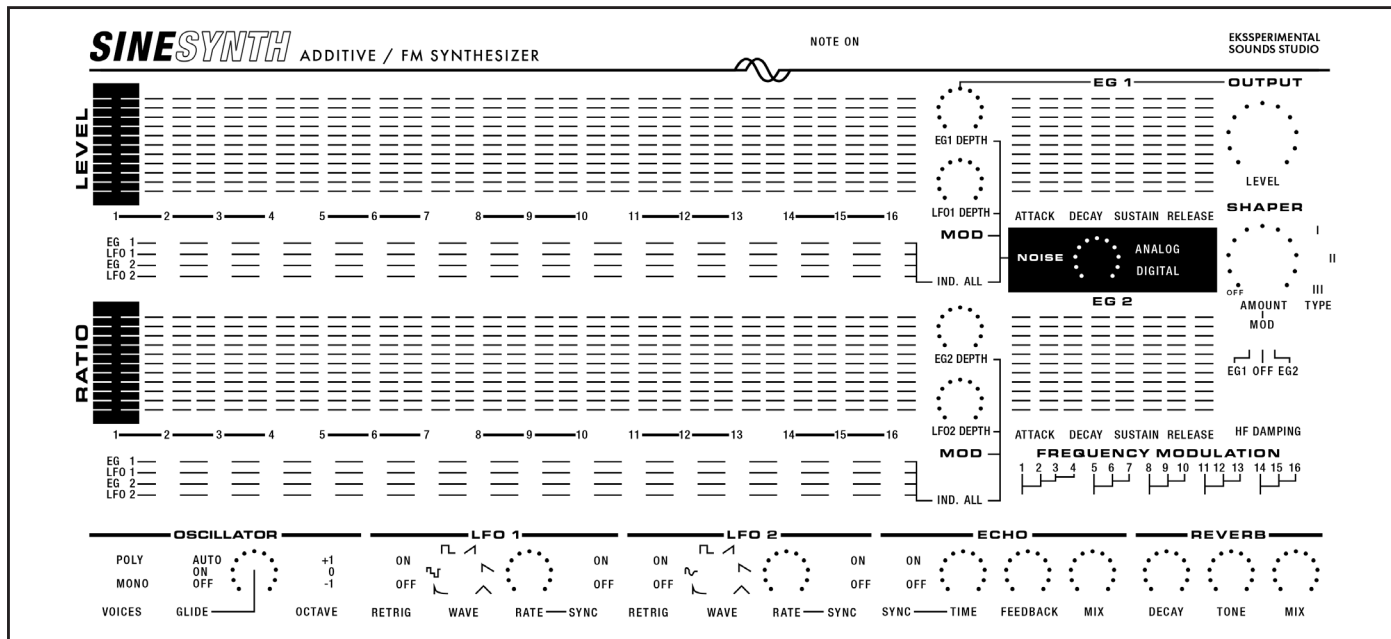 SINESYNTH ADDITIVE / FM SYNTHESIZER
NOTE ON
EKSSPERIMENTAL
SOUNDS STUDIO
LEVEL
EG1 DEPTH
LFO1 DEPTH
MOD
1 2 3 4 5 6 7 8 9 10 11 12 13 14 15 16
EG 1
LFO 1
EG 2
LFO 2
IND. ALL
EG 1
ATTACK DECAY SUSTAIN RELEASE
OUTPUT
LEVEL
NOISE
ANALOG
DIGITAL
SHAPER
I
II
III
OFF
AMOUNT TYPE
MOD
EG1 OFF EG2
RATIO
EG2 DEPTH
LFO2 DEPTH
MOD
1 2 3 4 5 6 7 8 9 10 11 12 13 14 15 16
EG 1
LFO 1
EG 2
LFO 2
IND. ALL
EG 2
ATTACK DECAY SUSTAIN RELEASE
HF DAMPING
FREQUENCY MODULATION
1 2 3 4 5 6 7 8 9 10 11 12 13 14 15 16
OSCILLATOR
POLY AUTO +1
ON 0
MONO OFF -1
VOICES GLIDE OCTAVE
LFO 1
ON ON
OFF OFF
RETRIG WAVE RATE SYNC
LFO 2
ON ON
OFF OFF
RETRIG WAVE RATE SYNC
ECHO
ON
OFF
SYNC TIME FEEDBACK MIX
REVERB
DECAY TONE MIX